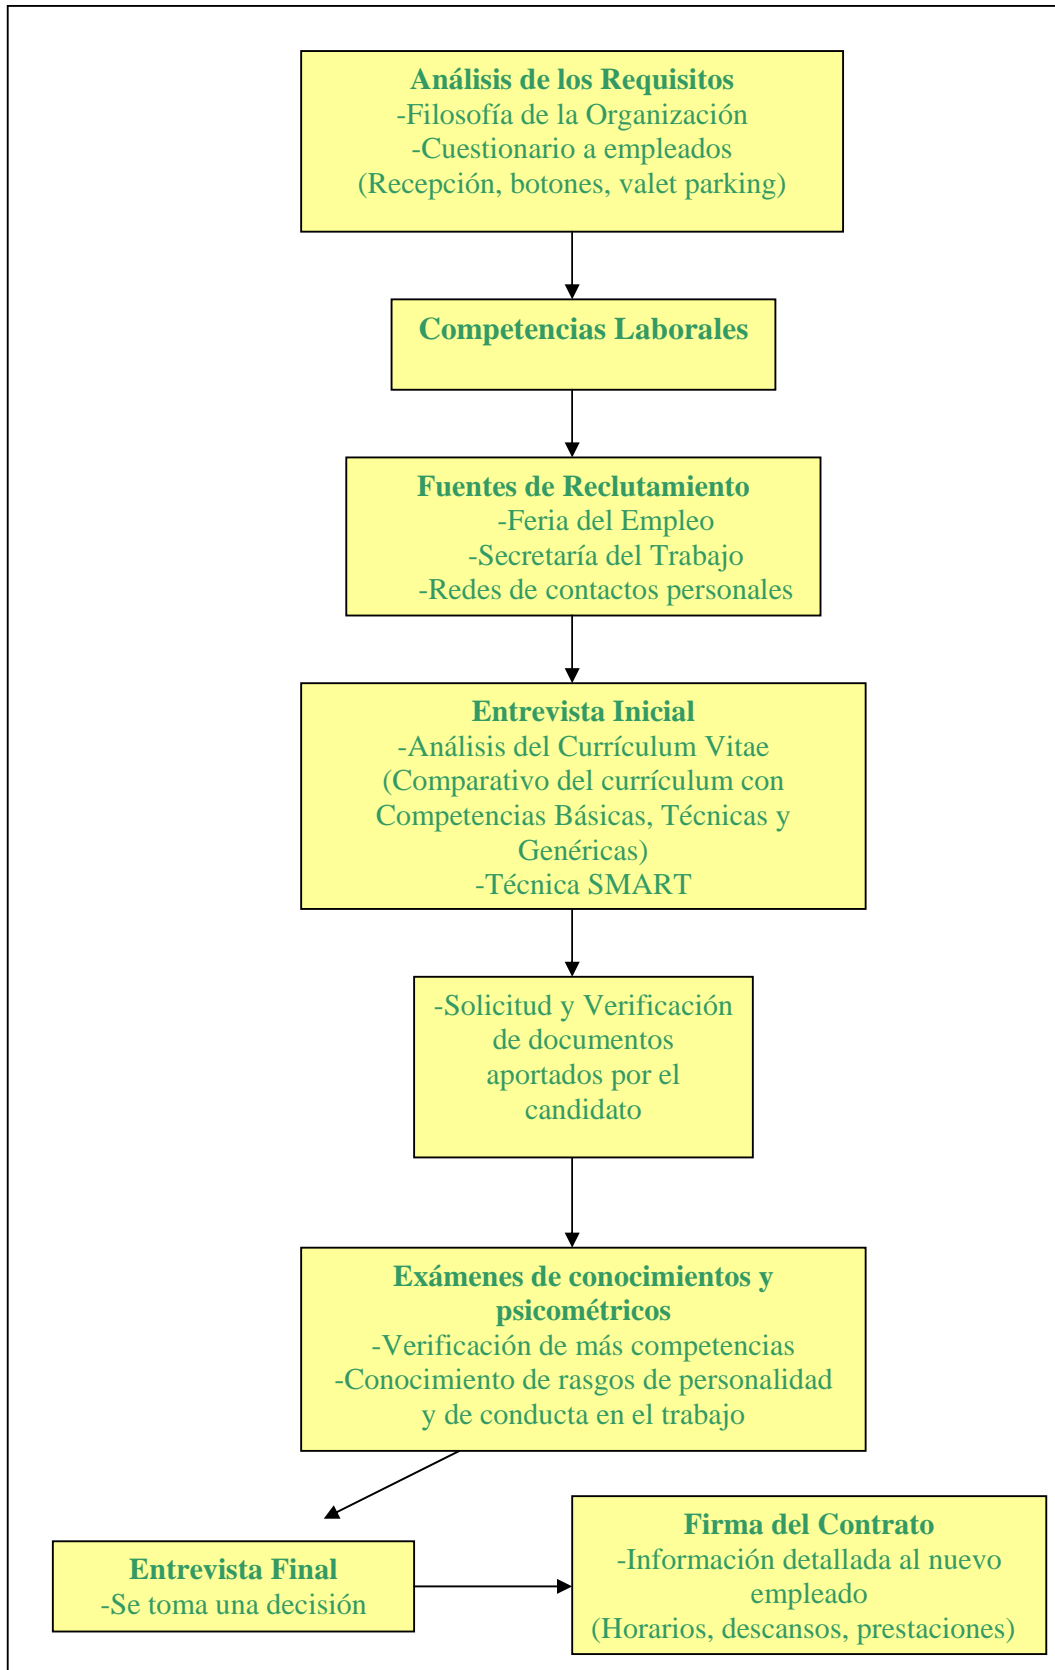 Análisis de los Requisitos
-Filosofía de la Organización
-Cuestionario a empleados
(Recepción, botones, valet parking)
Competencias Laborales
Fuentes de Reclutamiento
-Feria del Empleo
-Secretaría del Trabajo
-Redes de contactos personales
Entrevista Inicial
-Análisis del Currículum Vitae
(Comparativo del currículum con
Competencias Básicas, Técnicas y
Genéricas)
-Técnica SMART
-Solicitud y Verificación
de documentos
aportados por el
candidato
Exámenes de conocimientos y
psicométricos
-Verificación de más competencias
-Conocimiento de rasgos de personalidad
y de conducta en el trabajo
Entrevista Final
-Se toma una decisión
Firma del Contrato
-Información detallada al nuevo
empleado
(Horarios, descansos, prestaciones)